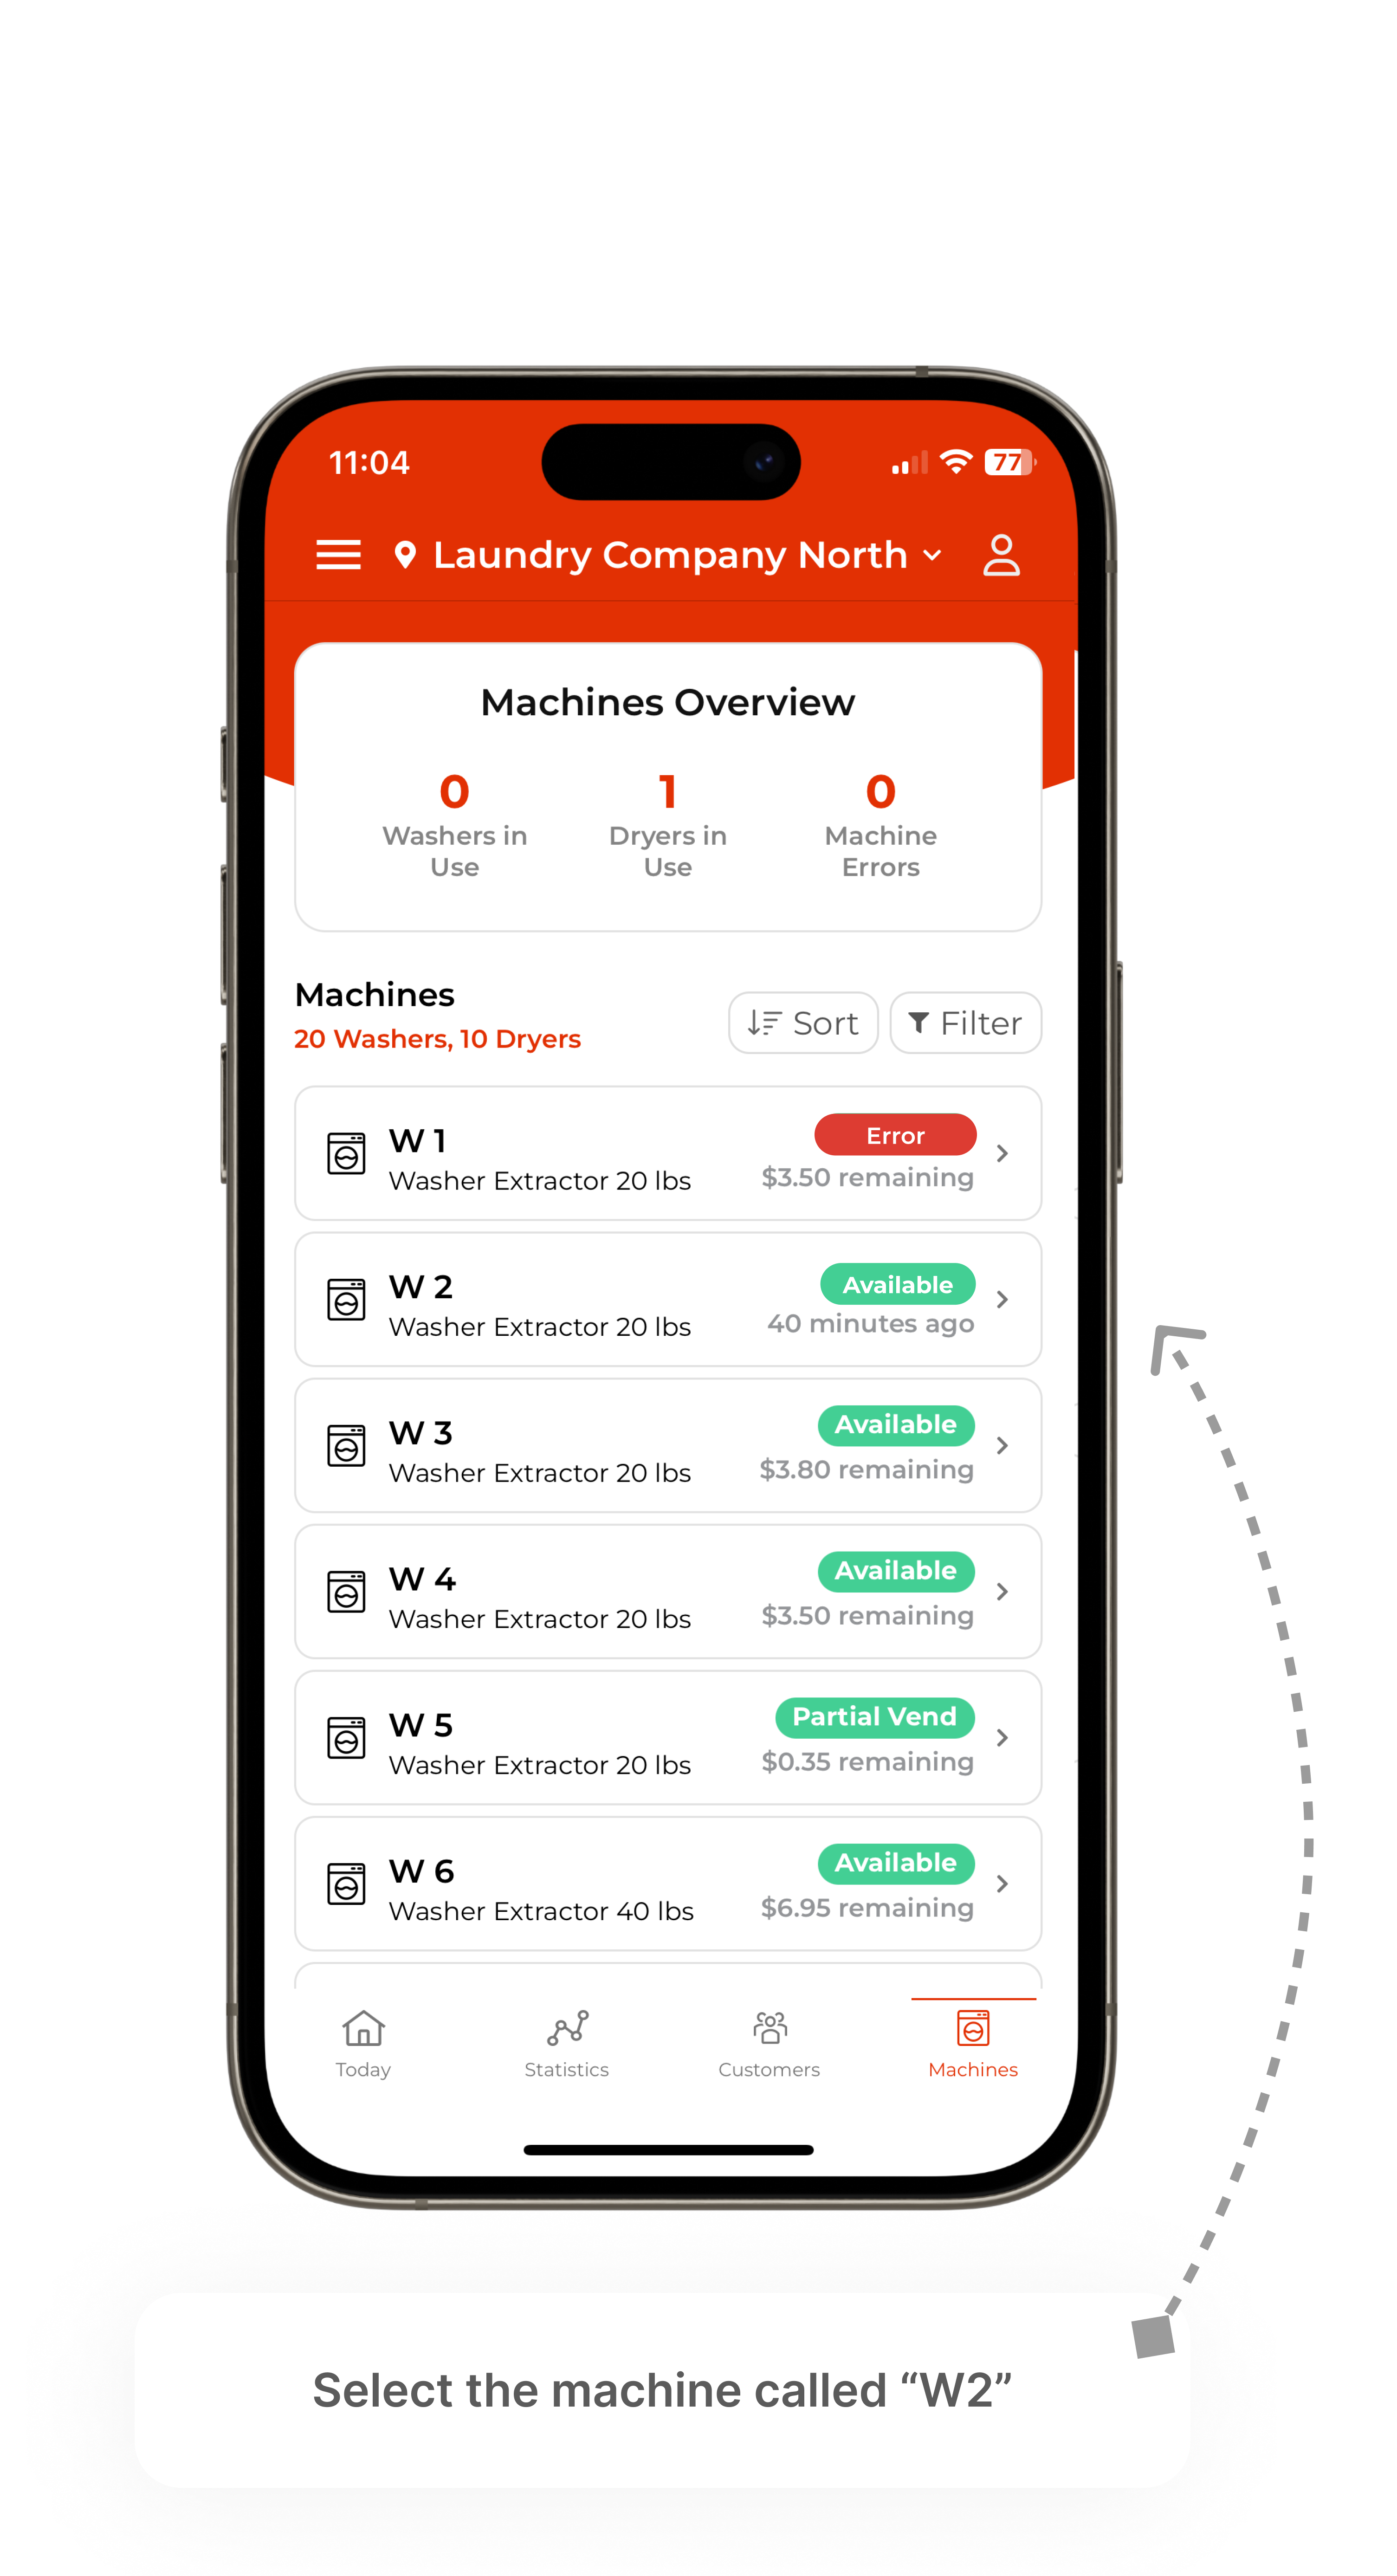 11:04
77
Laundry Company North
Machines Overview
0 1 0
Washers in Dryers in Machine
Use Use Errors
Machines
Sort Filter
20 Washers, 10 Dryers
W 1 Error
Washer Extractor 20 lbs $3.50 remaining
W 2 Available
Washer Extractor 20 lbs 40 minutes ago
W 3 Available
Washer Extractor 20 lbs $3.80 remaining
W 4 Available
Washer Extractor 20 lbs $3.50 remaining
W 5 Partial Vend
Washer Extractor 20 lbs $0.35 remaining
W 6 Available
Washer Extractor 40 lbs $6.95 remaining
Today Statistics Customers Machines
Select the machine called “W2”